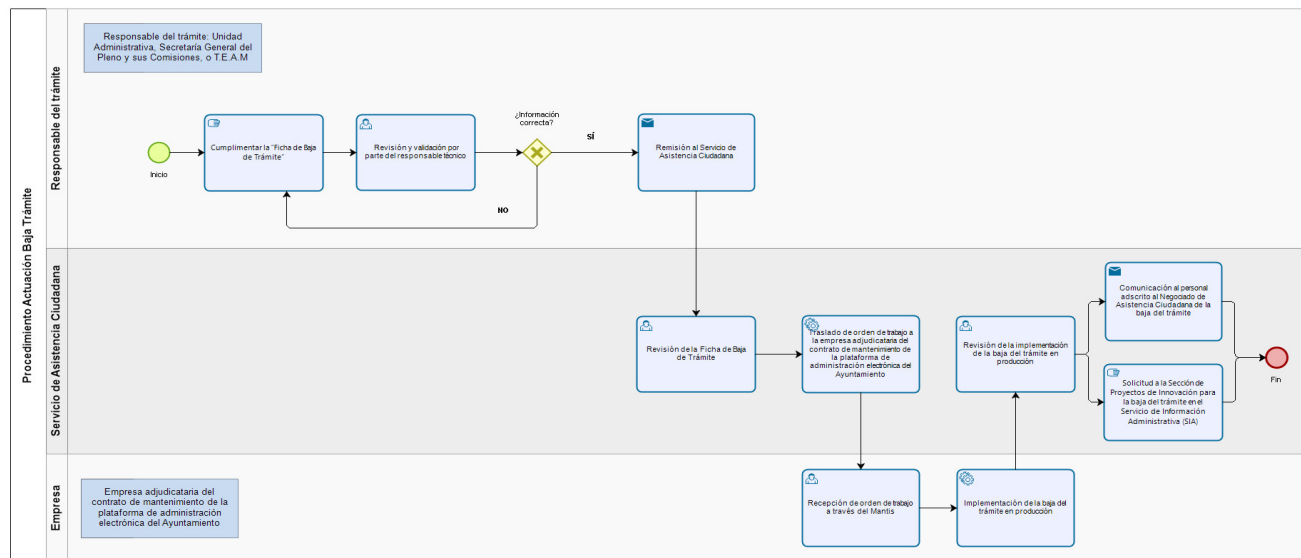 Procedimiento Actuación Baja Trámite
Responsable del trámite
Responsable del trámite: Unidad
Administrativa, Secretaría General del
Pleno y sus Comisiones, o T.E.A.M
Inicio
Cumplimentar la "Ficha de Baja
de Trámite"
Revisión y validación por
parte del responsable técnico
¿Información
correcta?
SÍ
NO
Remisión al Servicio de
Asistencia Ciudadana
Servicio de Asistencia Ciudadana
Revisión de la Ficha de Baja
de Trámite
Traslado de orden de trabajo a
la empresa adjudicataria del
contrato de mantenimiento de
la plataforma de
administración electrónica del
Ayuntamiento
Revisión de la implementación
de la baja del trámite en
producción
Comunicación al personal
adscrito al Negociado de
Asistencia Ciudadana de la
baja del trámite
Solicitud a la Sección de
Proyectos de Innovación para
la baja del trámite en el
Servicio de Información
Administrativa (SIA)
Fin
Empresa
Empresa adjudicataria del
contrato de mantenimiento de la
plataforma de administración
electrónica del Ayuntamiento
Recepción de orden de trabajo
a través del Mantis
Implementación de la baja del
trámite en producción